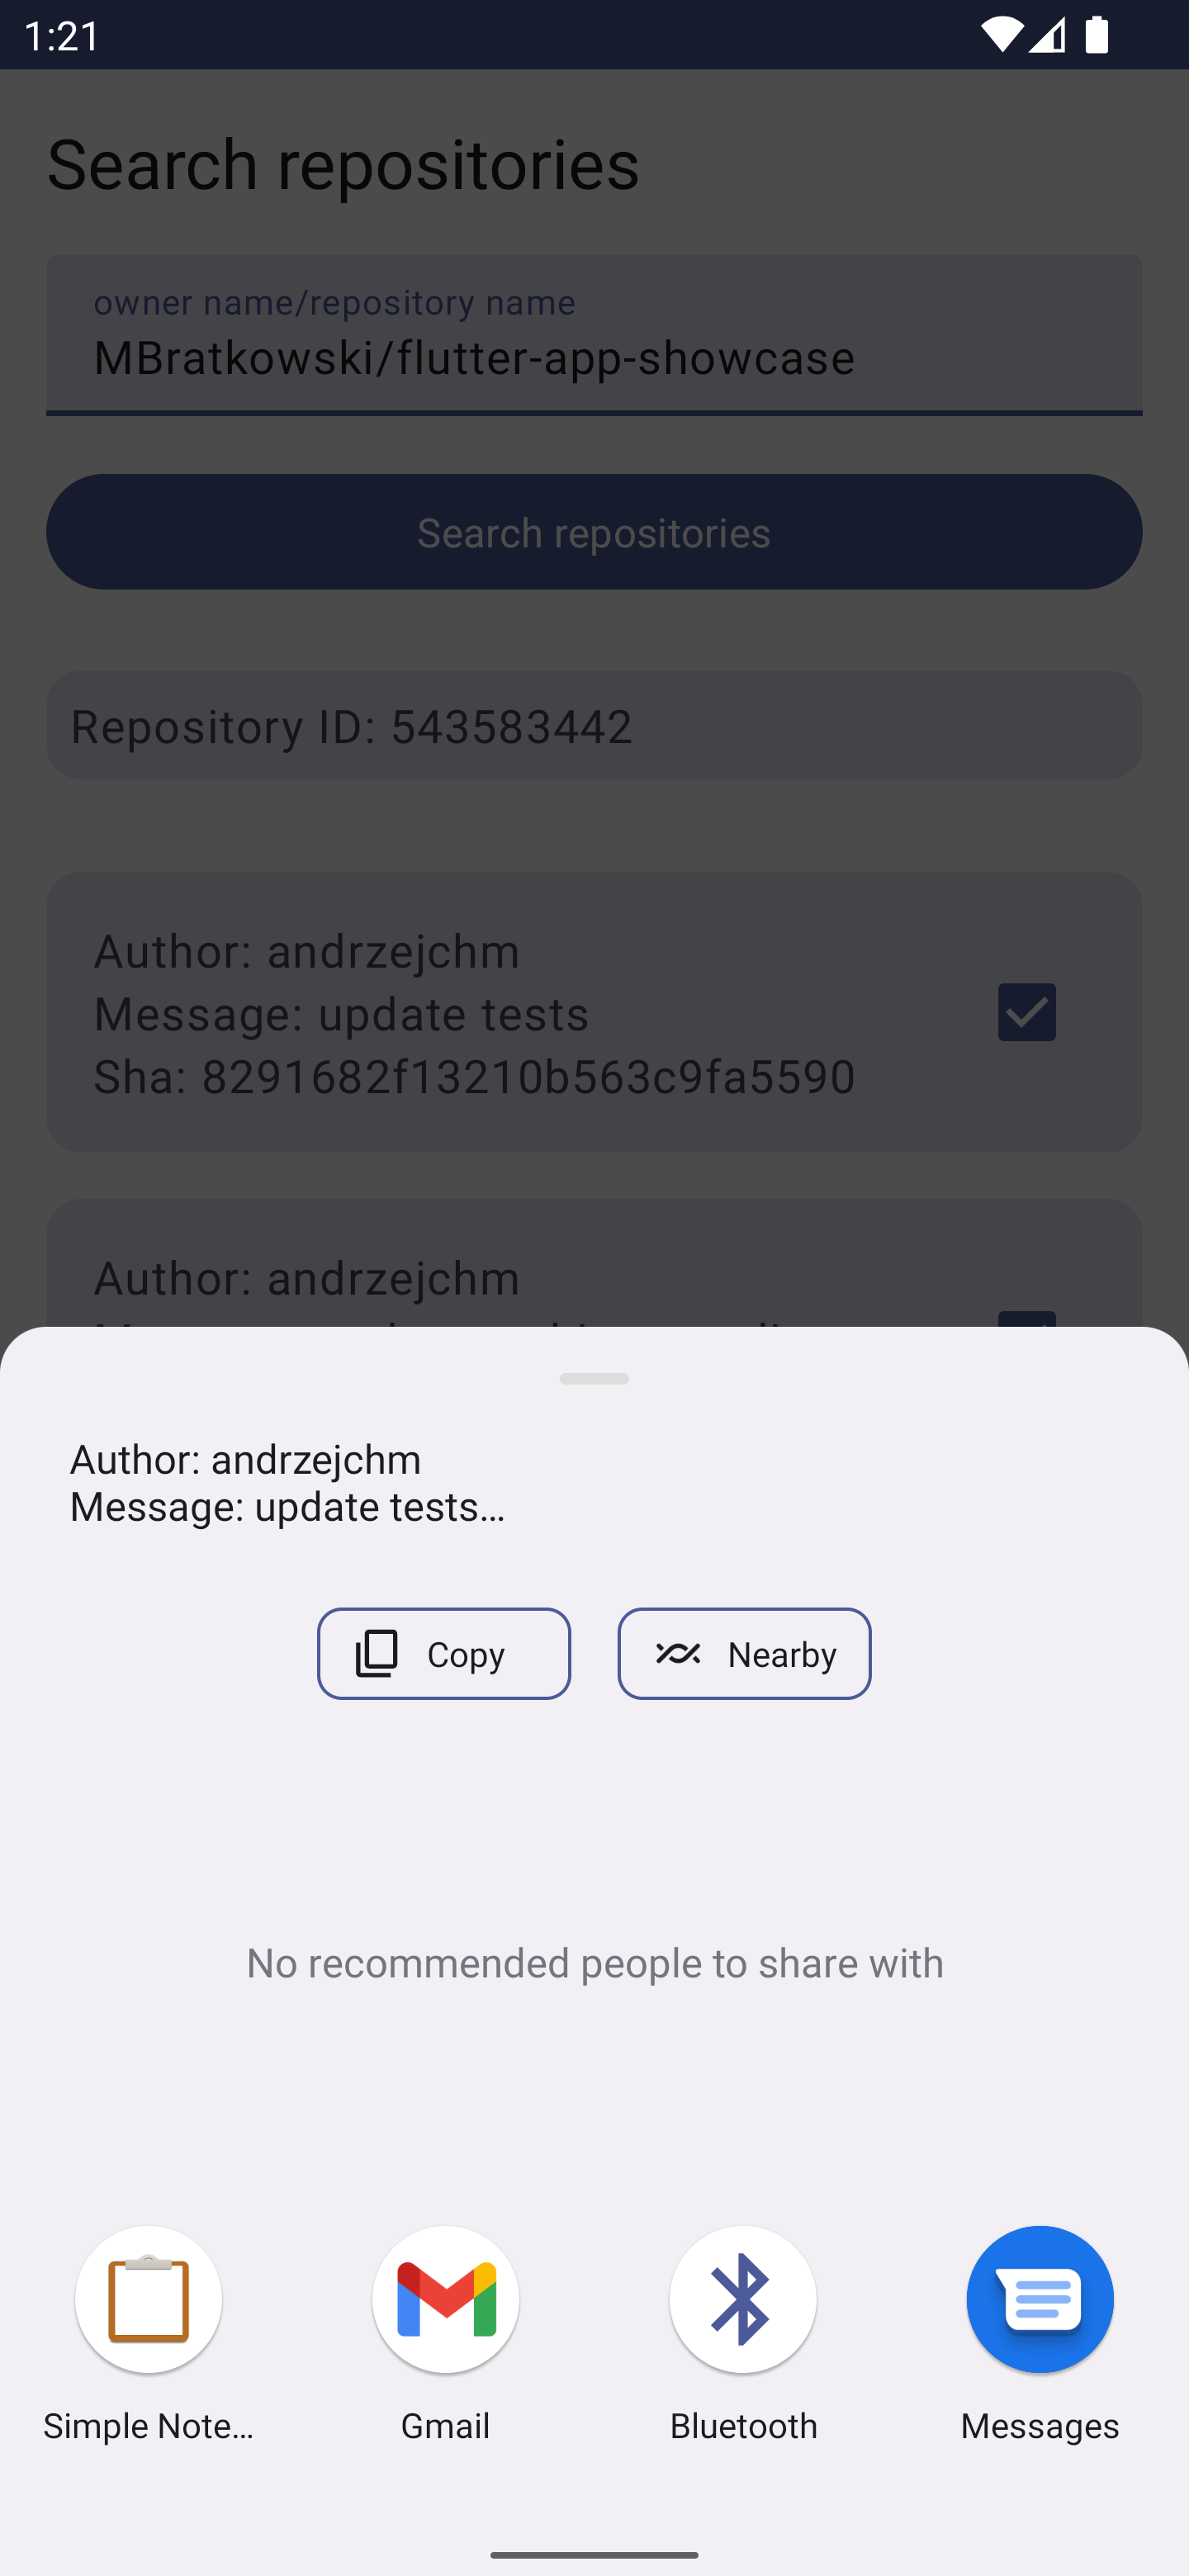 1:21
Search repositories
owner name/repository name
MBratkowski/flutter-app-showcase
Search repositories
Repository ID: 543583442
Author: andrzejchm
Message: update tests
Sha: 8291682f13210b563c9fa5590
Author: andrzejchm
Author: andrzejchm
Message: update tests…
Copy
Nearby
No recommended people to share with
Simple Note…
Gmail
Bluetooth
Messages